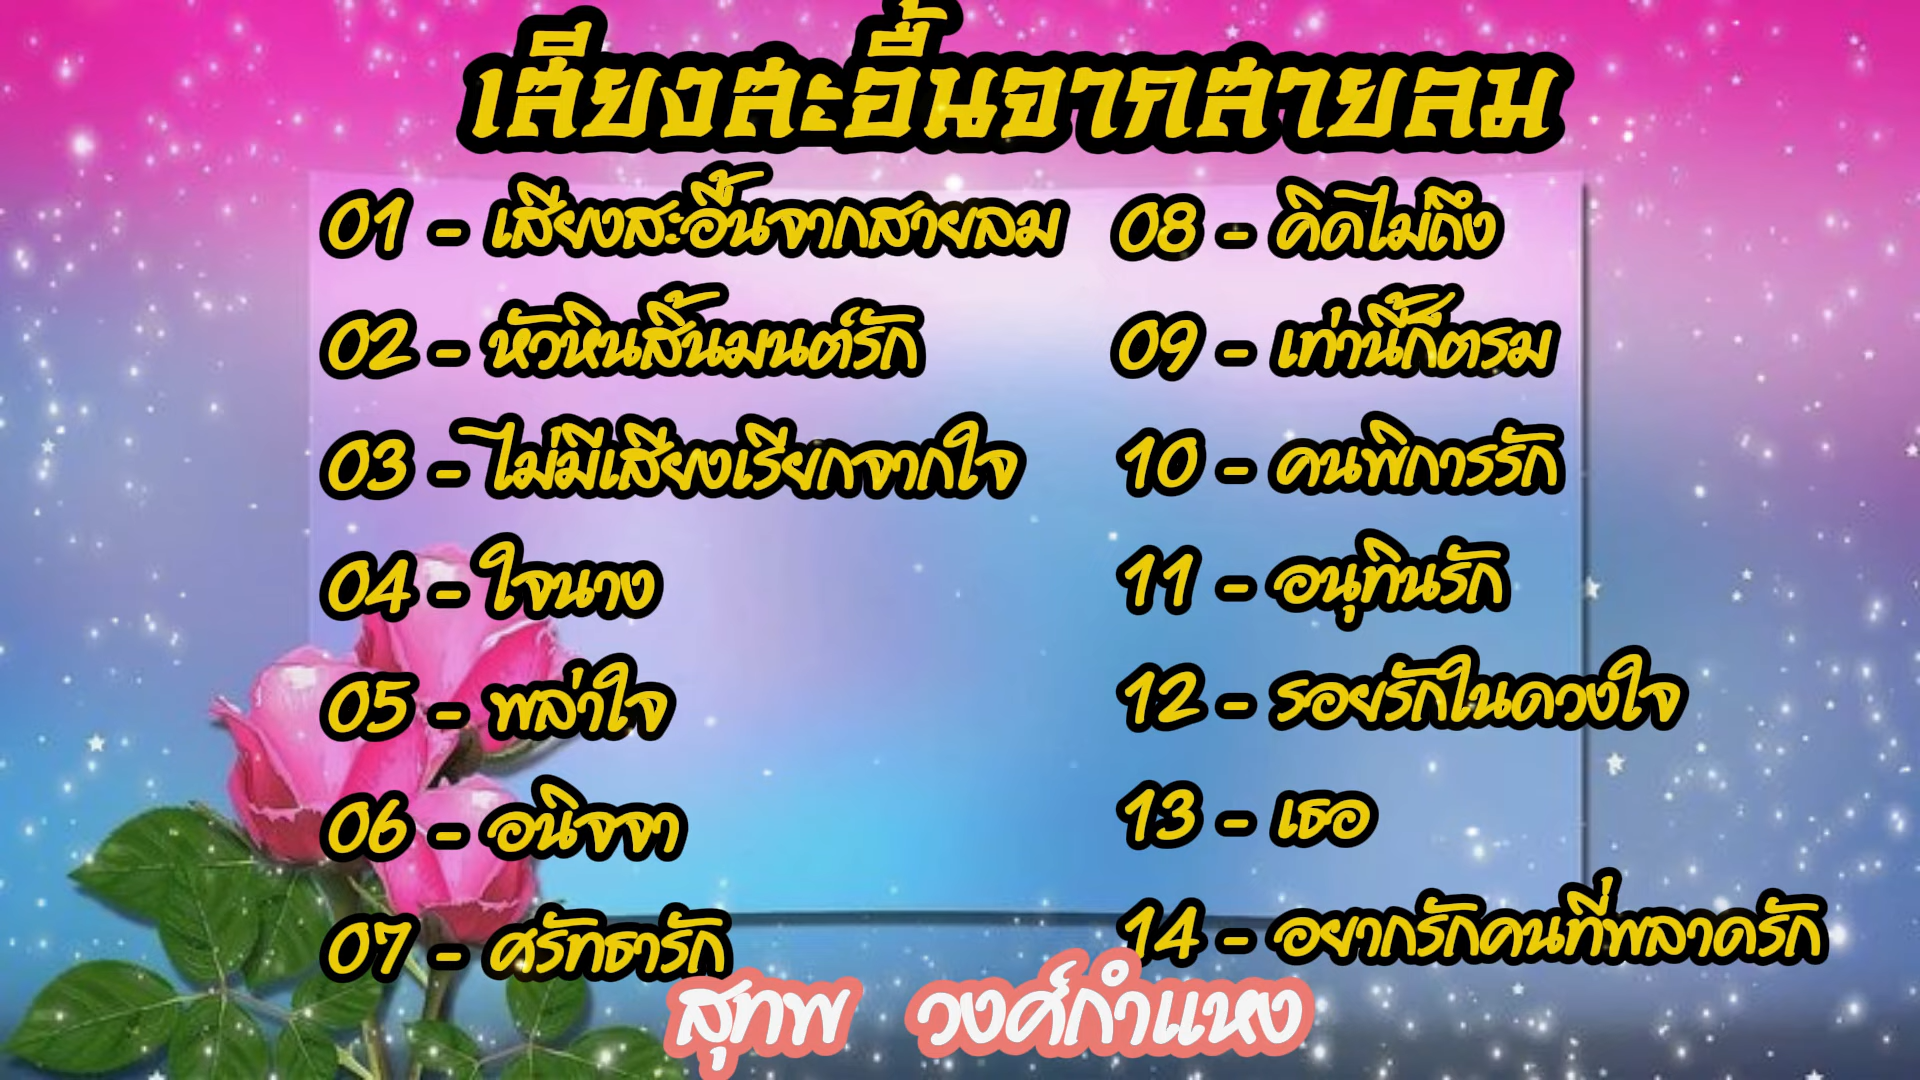 เสียงสะอื้นจากสายลม
01 - เสียงสะอื้นจากสายลม
02 - หัวหินสิ้นมนต์รัก
03 - ไม่มีเสียงเรียกจากใจ
04 - ใจนาง
05 - พล่าใจ
06 - อนิจจา
07 - ศรัทธารัก
08 - คิดไม่ถึง
09 - เท่านี้ก็ตรม
10 - คนพิการรัก
11 - อนุทินรัก
12 - รอยรักในดวงใจ
13 - เธอ
14 - อยากรักคนที่พลาดรัก
สุทพ วงศ์กำแหง